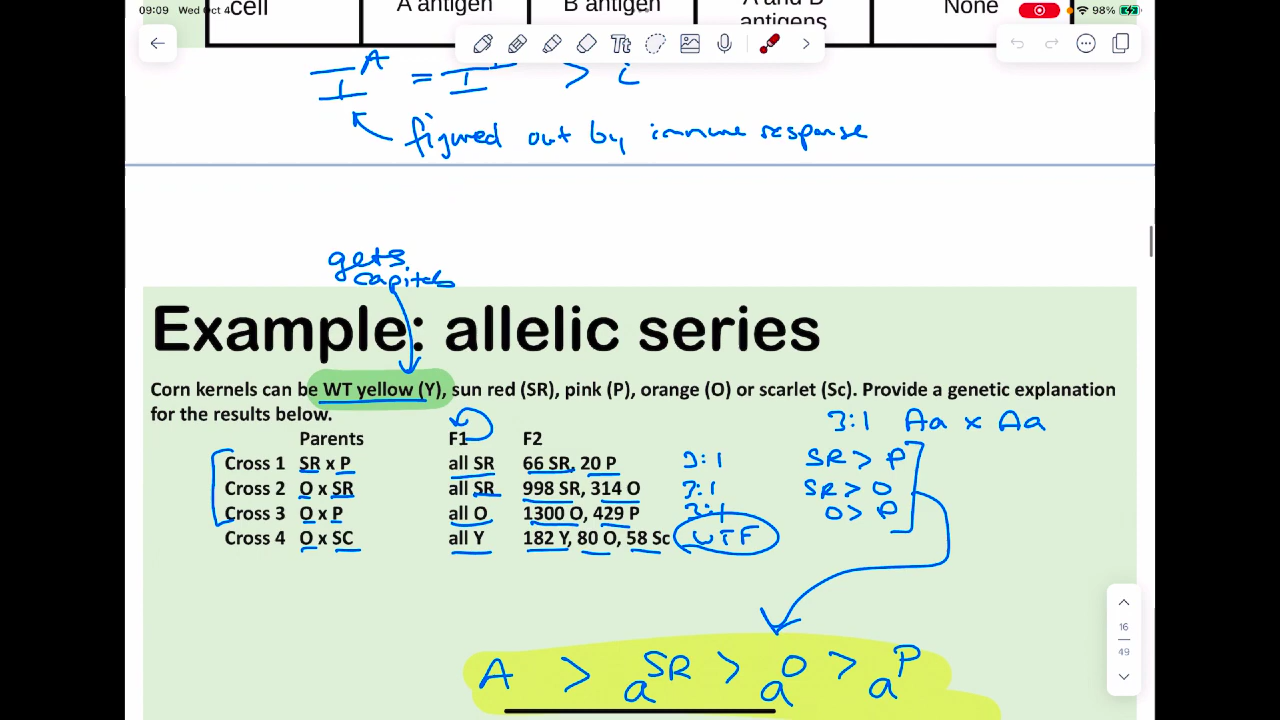 09:09 Wed Oct 4
98%
cell
A antigen
B antigen
A and B
antigens
None
Tt
I^A = I > i
figured out by immune response
gets
capitals
Example: allelic series
Corn kernels can be WT yellow (Y), sun red (SR), pink (P), orange (O) or scarlet (Sc). Provide a genetic explanation
for the results below.
3:1 Aa x Aa
Parents F1 F2
Cross 1 SR x P all SR 66 SR, 20 P 3:1 SR > P
Cross 2 O x SR all SR 998 SR, 314 O 3:1 SR > O
Cross 3 O x P all O 1300 O, 429 P 3:1 O > P
Cross 4 O x SC all Y 182 Y, 80 O, 58 Sc WTF
16
49
A > a^SR > a^O > a^P